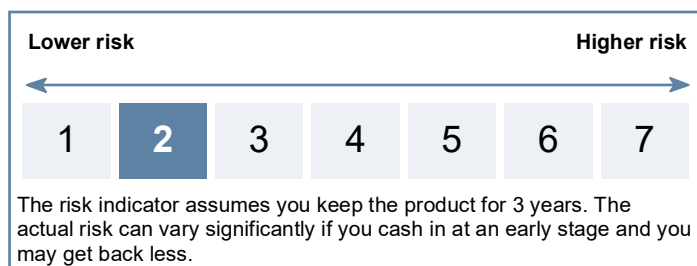 Lower risk Higher risk
1 2 3 4 5 6 7
The risk indicator assumes you keep the product for 3 years. The
actual risk can vary significantly if you cash in at an early stage and you
may get back less.